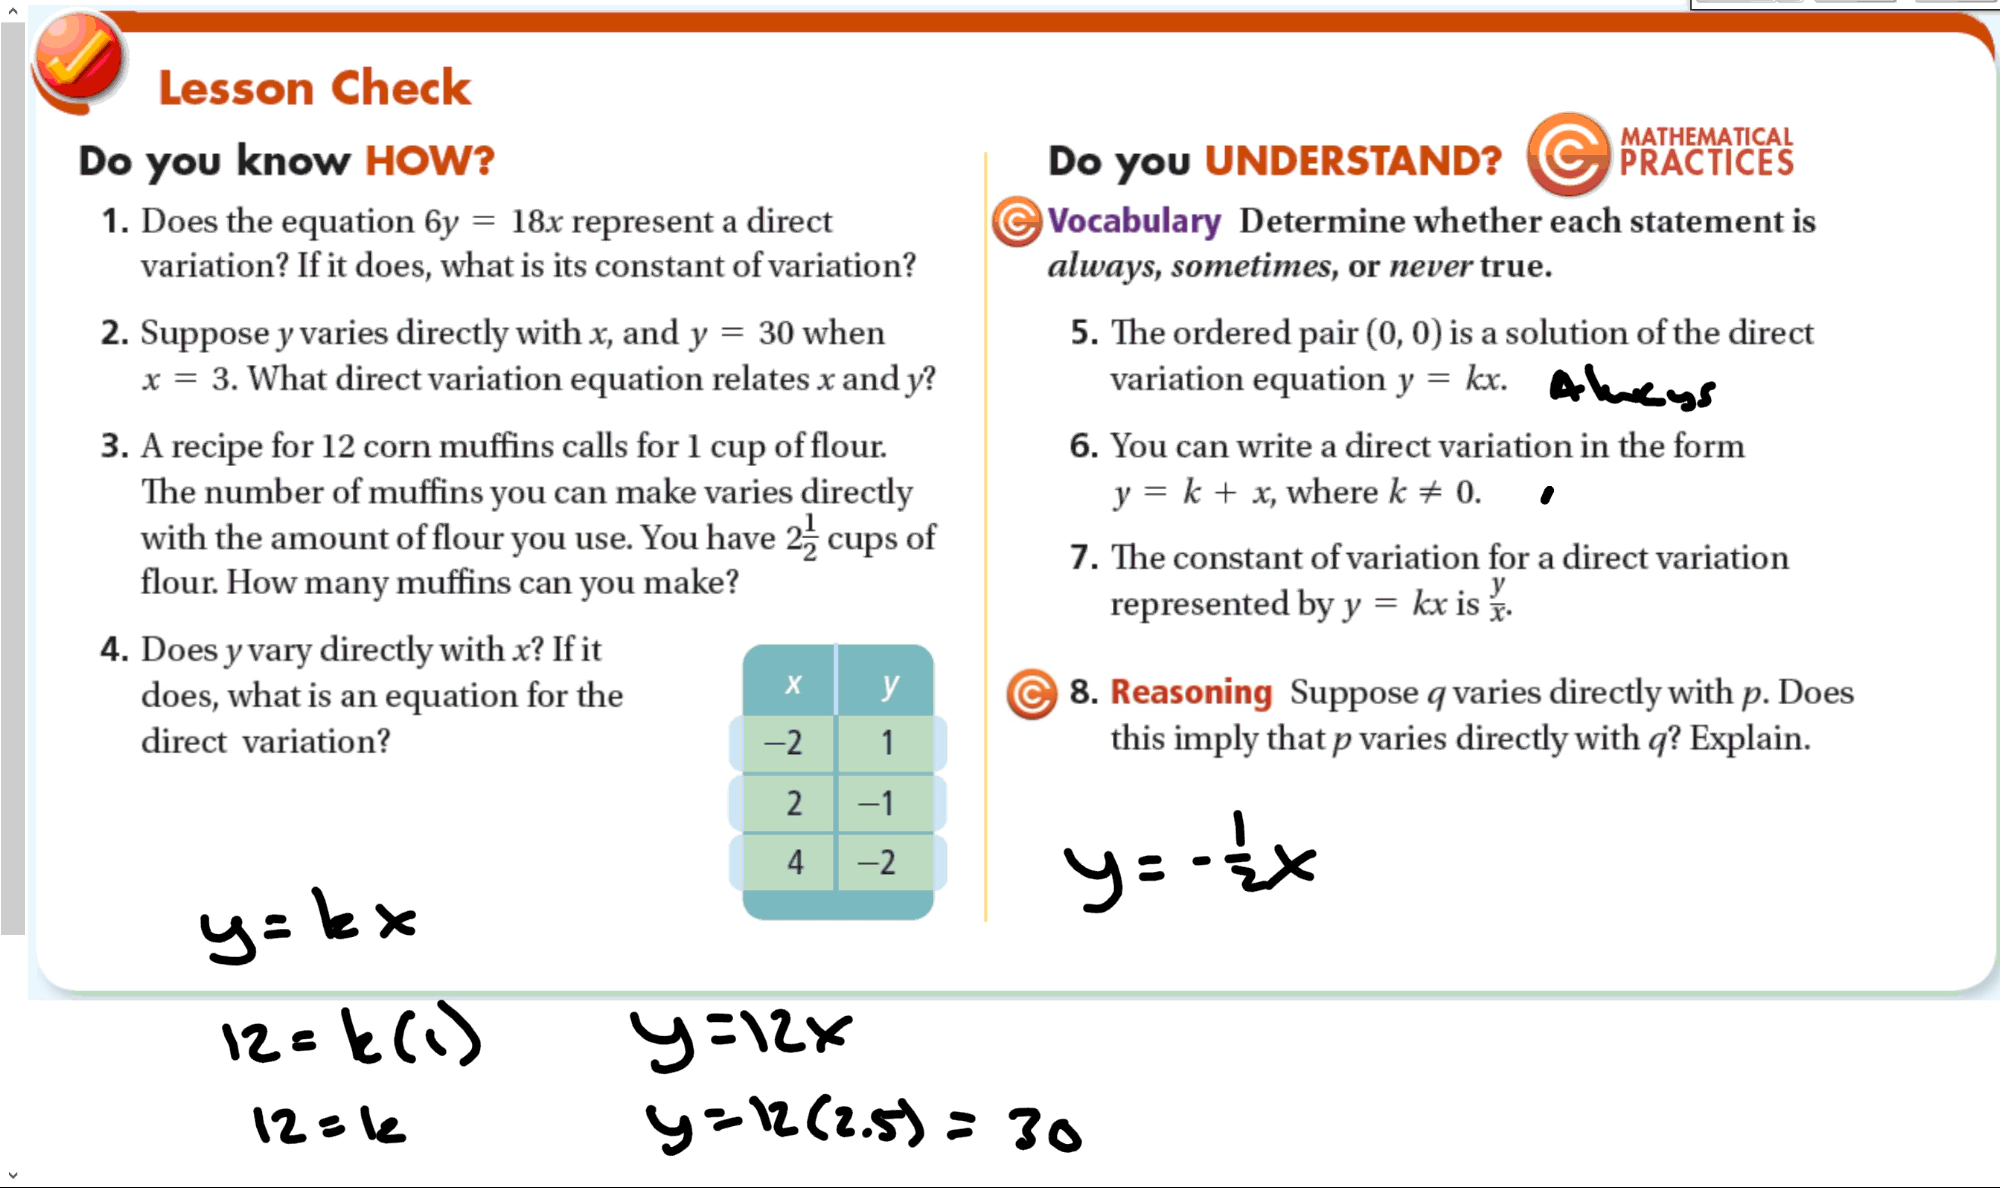 Lesson Check
Do you know HOW?
1. Does the equation 6y = 18x represent a direct
variation? If it does, what is its constant of variation?
2. Suppose y varies directly with x, and y = 30 when
x = 3. What direct variation equation relates x and y?
3. A recipe for 12 corn muffins calls for 1 cup of flour.
The number of muffins you can make varies directly
with the amount of flour you use. You have 2 1/2 cups of
flour. How many muffins can you make?
4. Does y vary directly with x? If it
does, what is an equation for the
direct variation?
x y
−2 1
2 −1
4 −2
y = kx
12 = k(1)
12 = k
y = 12x
y = 12(2.5) = 30
Do you UNDERSTAND?
MATHEMATICAL
PRACTICES
Vocabulary Determine whether each statement is
always, sometimes, or never true.
5. The ordered pair (0, 0) is a solution of the direct
variation equation y = kx. Always
6. You can write a direct variation in the form
y = k + x, where k ≠ 0.
7. The constant of variation for a direct variation
represented by y = kx is y/x.
8. Reasoning Suppose q varies directly with p. Does
this imply that p varies directly with q? Explain.
y = -1/2x